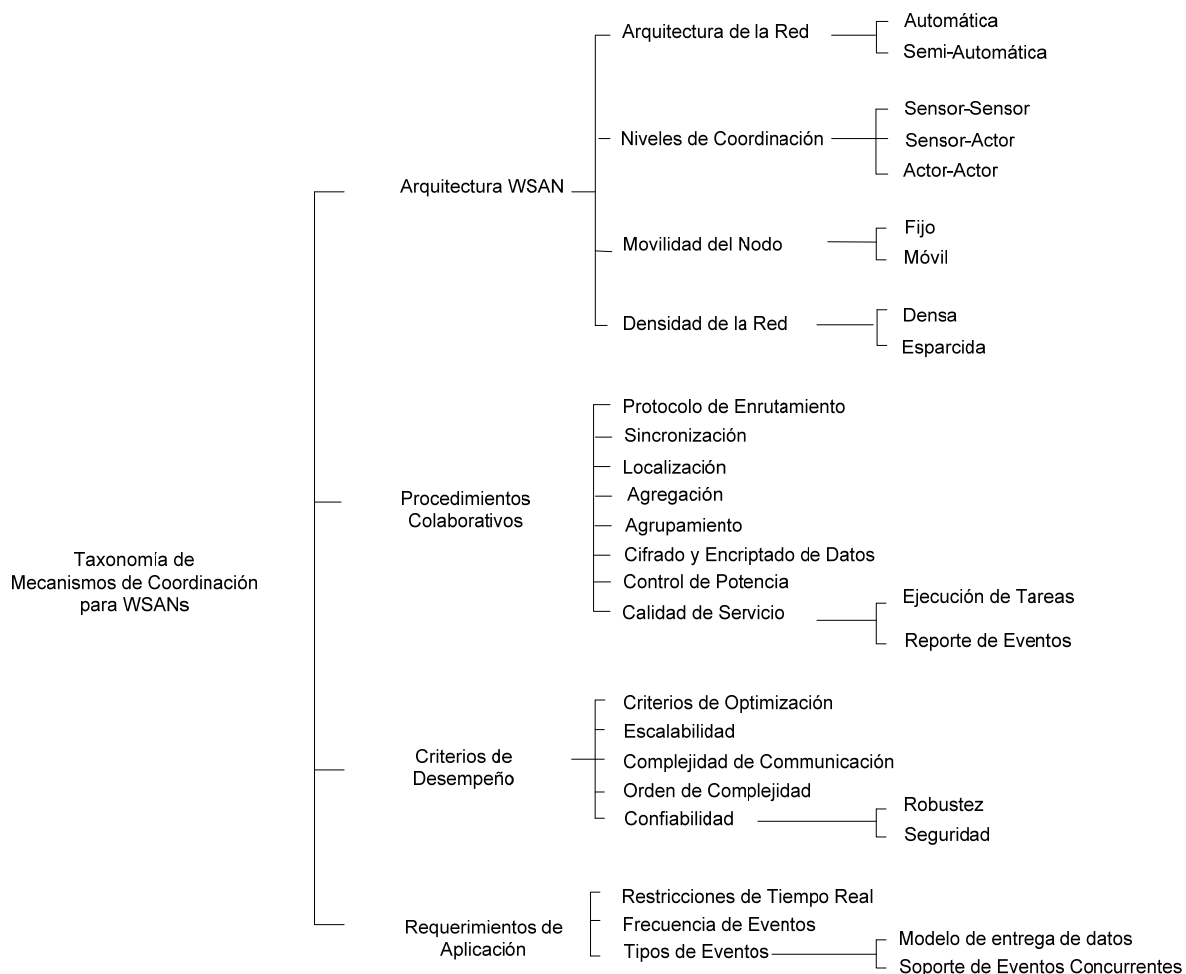 Taxonomía de
Mecanismos de Coordinación
para WSANs
Arquitectura WSAN
Arquitectura de la Red
Automática
Semi-Automática
Niveles de Coordinación
Sensor-Sensor
Sensor-Actor
Actor-Actor
Movilidad del Nodo
Fijo
Móvil
Densidad de la Red
Densa
Esparcida
Procedimientos
Colaborativos
Protocolo de Enrutamiento
Sincronización
Localización
Agregación
Agrupamiento
Cifrado y Encriptado de Datos
Control de Potencia
Calidad de Servicio
Ejecución de Tareas
Reporte de Eventos
Criterios de
Desempeño
Criterios de Optimización
Escalabilidad
Complejidad de Communicación
Orden de Complejidad
Confiabilidad
Robustez
Seguridad
Requerimientos de
Aplicación
Restricciones de Tiempo Real
Frecuencia de Eventos
Tipos de Eventos
Modelo de entrega de datos
Soporte de Eventos Concurrentes